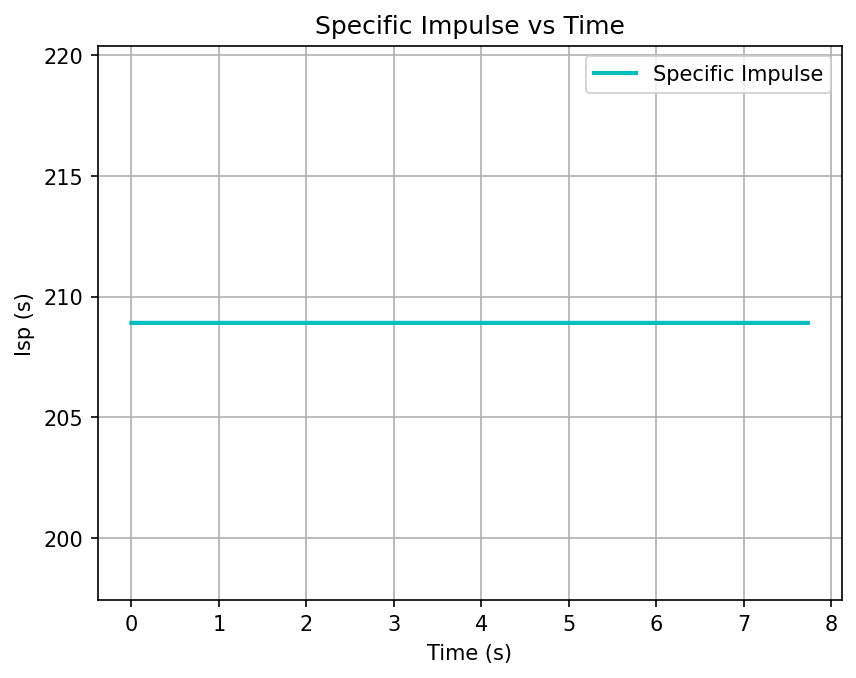 Specific Impulse vs Time
Specific Impulse
Isp (s)
220
215
210
205
200
0 1 2 3 4 5 6 7 8
Time (s)